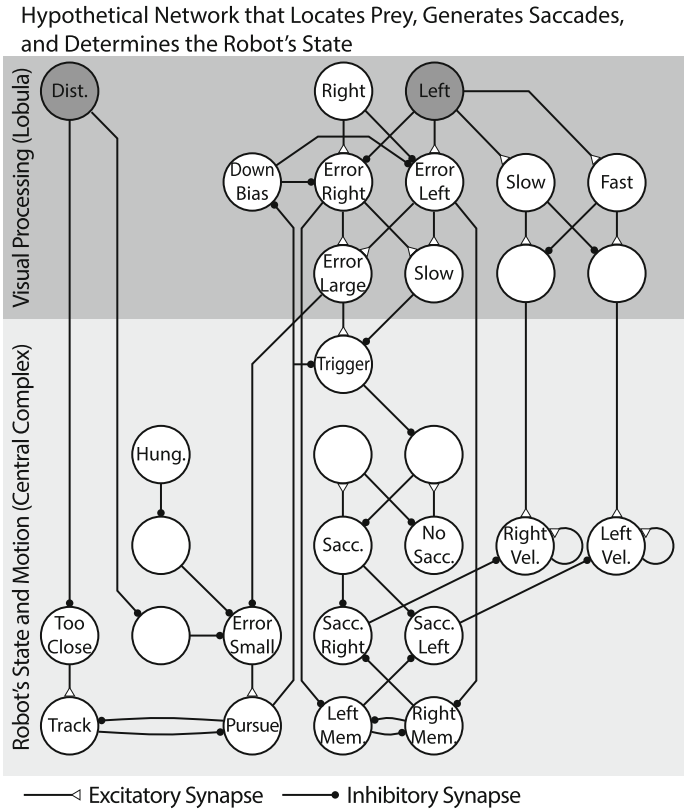 Hypothetical Network that Locates Prey, Generates Saccades,
and Determines the Robot's State
Visual Processing (Lobula)
Dist.
Right
Left
Down
Bias
Error
Right
Error
Left
Slow
Fast
Error
Large
Slow
Robot's State and Motion (Central Complex)
Trigger
Hung.
Sacc.
No
Sacc.
Right
Vel.
Left
Vel.
Too
Close
Error
Small
Sacc.
Right
Sacc.
Left
Track
Pursue
Left
Mem.
Right
Mem.
Excitatory Synapse
Inhibitory Synapse